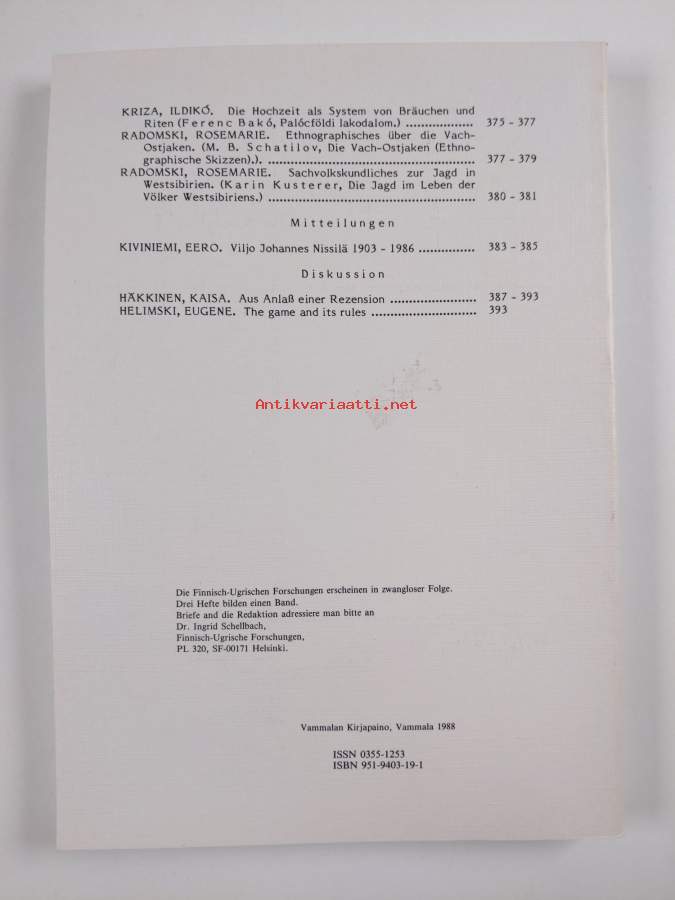 KRIZA, ILDIKÓ. Die Hochzeit als System von Bräuchen und
Riten (Ferenc Bakó, Palócföldi lakodalom.) .................. 375 - 377
RADOMSKI, ROSEMARIE. Ethnographisches über die Vach-
Ostjaken. (M. B. Schatilov, Die Vach-Ostjaken (Ethno-
graphische Skizzen).). ...................................................... 377 - 379
RADOMSKI, ROSEMARIE. Sachvolkskundliches zur Jagd in
Westsibirien. (Karin Kusterer, Die Jagd im Leben der
Völker Westsibiriens.) ...................................................... 380 - 381
Mitteilungen
KIVINIEMI, EERO. Viljo Johannes Nissilä 1903 - 1986 ............... 383 - 385
Diskussion
HÄKKINEN, KAISA. Aus Anlaß einer Rezension ....................... 387 - 393
HELIMSKI, EUGENE. The game and its rules ............................ 393
Antikvariaatti.net
Die Finnisch-Ugrischen Forschungen erscheinen in zwangloser Folge.
Drei Hefte bilden einen Band.
Briefe and die Redaktion adressiere man bitte an
Dr. Ingrid Schellbach,
Finnisch-Ugrische Forschungen,
PL 320, SF-00171 Helsinki.
Vammalan Kirjapaino, Vammala 1988
ISSN 0355-1253
ISBN 951-9403-19-1